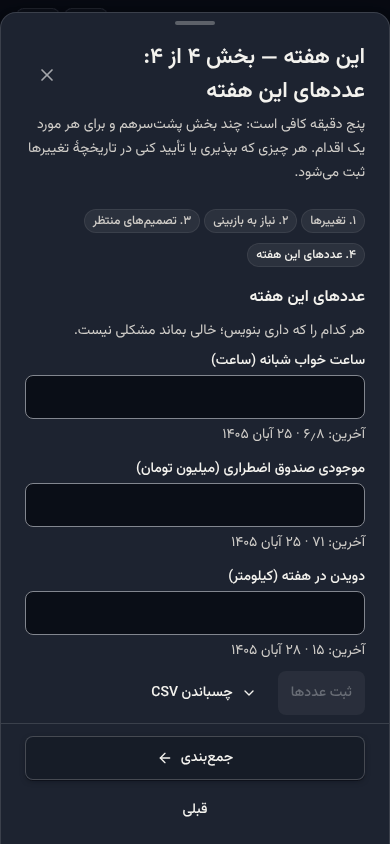 این هفته — بخش ۴ از ۴:
عددهای این هفته
پنج دقیقه کافی است: چند بخش پشت‌سرهم و برای هر مورد
یک اقدام. هر چیزی که بپذیری یا تأیید کنی در تاریخچهٔ تغییرها
ثبت می‌شود.
۱. تغییرها
۲. نیاز به بازبینی
۳. تصمیم‌های منتظر
۴. عددهای این هفته
عددهای این هفته
هر کدام را که داری بنویس؛ خالی بماند مشکلی نیست.
ساعت خواب شبانه (ساعت)
آخرین: ۶٫۸ · ۲۵ آبان ۱۴۰۵
موجودی صندوق اضطراری (میلیون تومان)
آخرین: ۷۱ · ۲۵ آبان ۱۴۰۵
دویدن در هفته (کیلومتر)
آخرین: ۱۵ · ۲۸ آبان ۱۴۰۵
ثبت عددها
چسباندن CSV
جمع‌بندی
قبلی